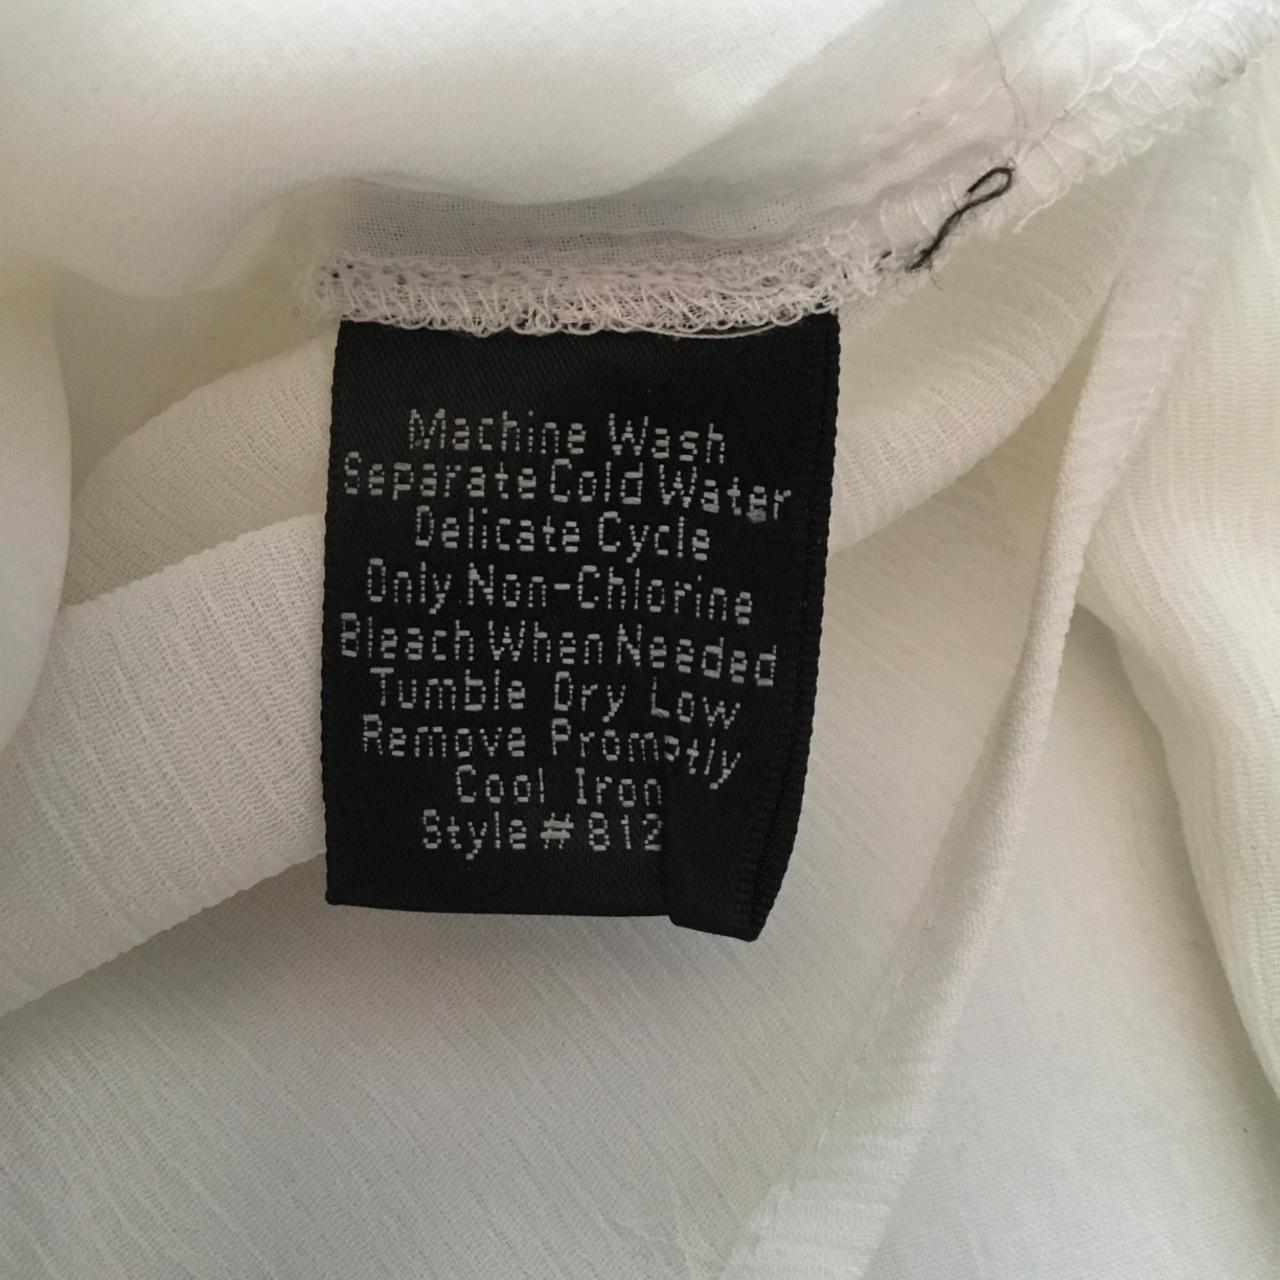 Machine Wash
Separate Cold Water
Delicate Cycle
Only Non-Chlorine
Bleach When Needed
Tumble Dry Low
Remove Promptly
Cool Iron
Style # 812